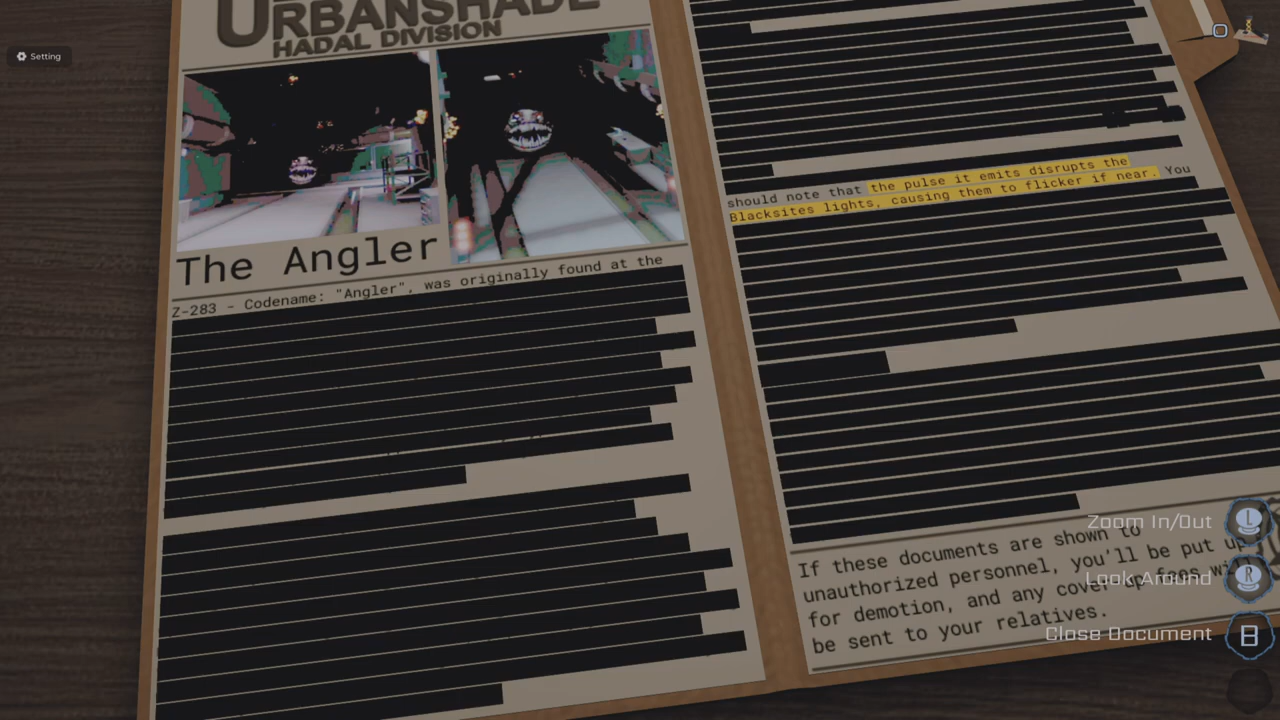 Setting
URBANSHADE
HADAL DIVISION
The Angler
Z-283 - Codename: "Angler", was originally found at the
should note that the pulse it emits disrupts the
Blacksites lights, causing them to flicker if near. You
If these documents are shown to
unauthorized personnel, you'll be put up
for demotion, and any cover up fees will
be sent to your relatives.
Zoom In/Out
L
Look Around
R
Close Document
B